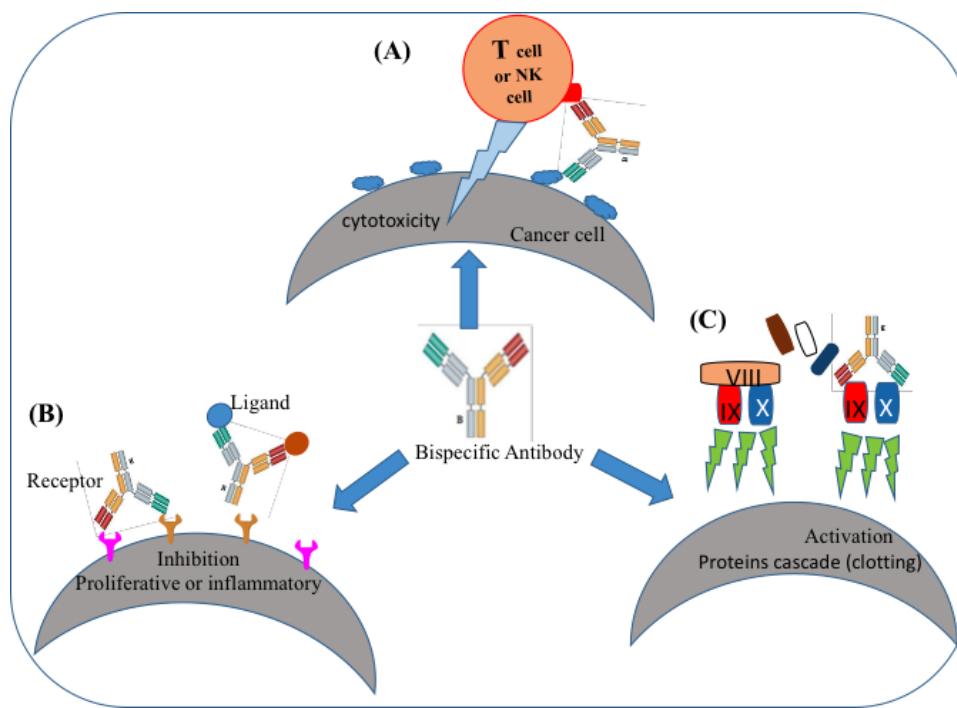 (A)
T cell
or NK
cell
cytotoxicity
Cancer cell
(B)
Ligand
Receptor
Inhibition
Proliferative or inflammatory
B
Bispecific Antibody
(C)
VIII
IX
X
IX
X
Activation
Proteins cascade (clotting)